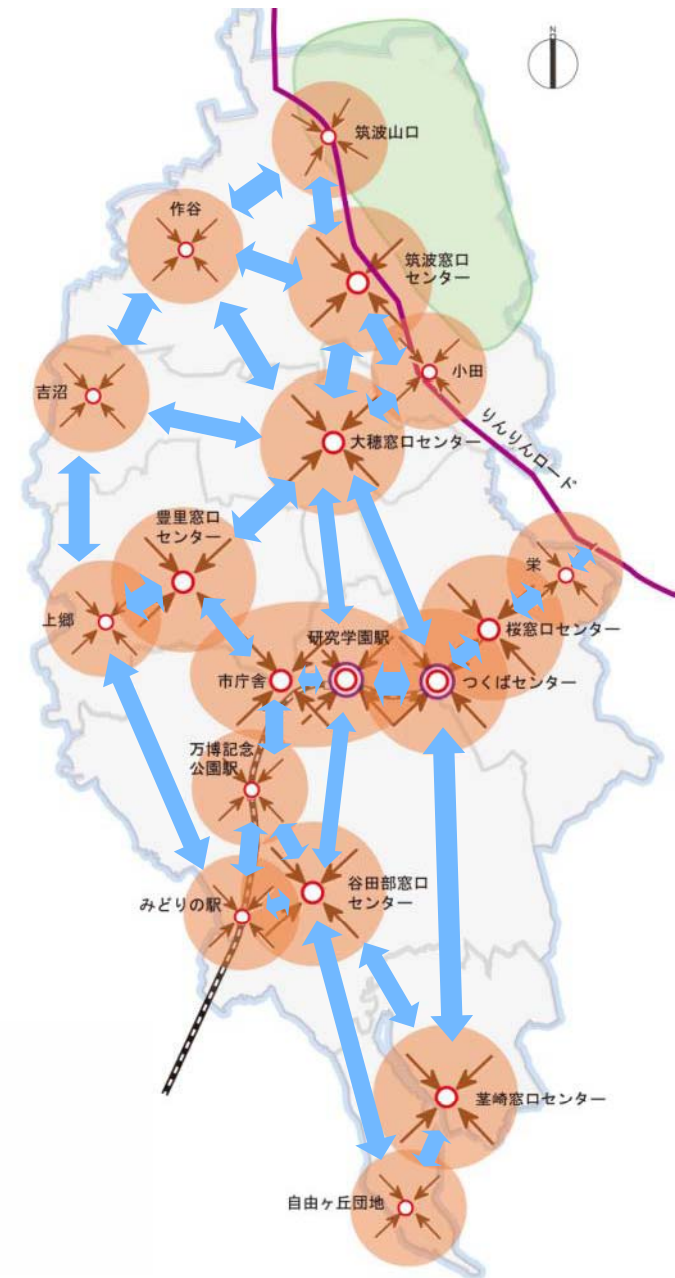 N
筑波山口
作谷
筑波窓口
センター
小田
吉沼
大穂窓口センター
りんりんロード
豊里窓口
センター
栄
上郷
桜窓口センター
研究学園駅
市庁舎
つくばセンター
万博記念
公園駅
谷田部窓口
センター
みどりの駅
茎崎窓口センター
自由ヶ丘団地